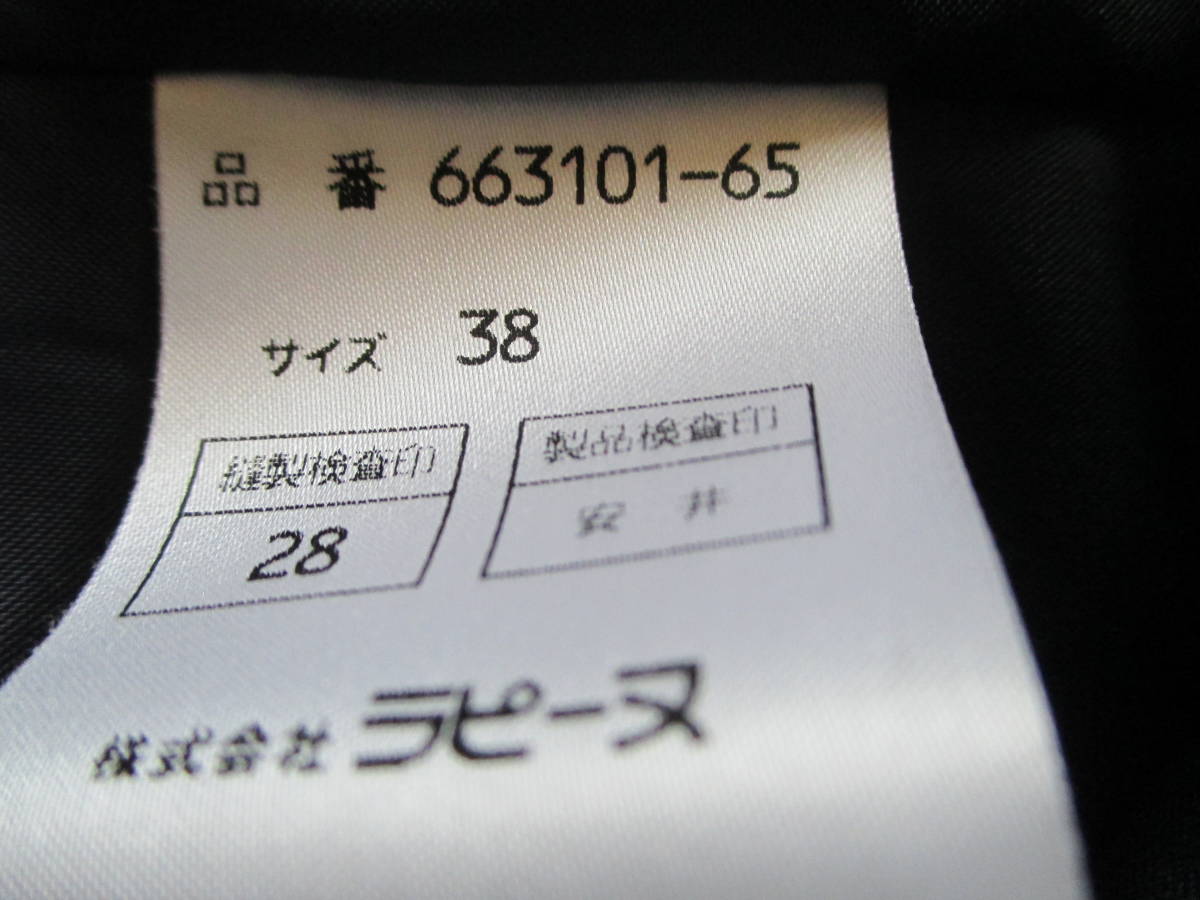 品 番 663101-65
サイズ 38
縫製検査印 製品検査印
28 安 井
株式会社 ラピーヌ